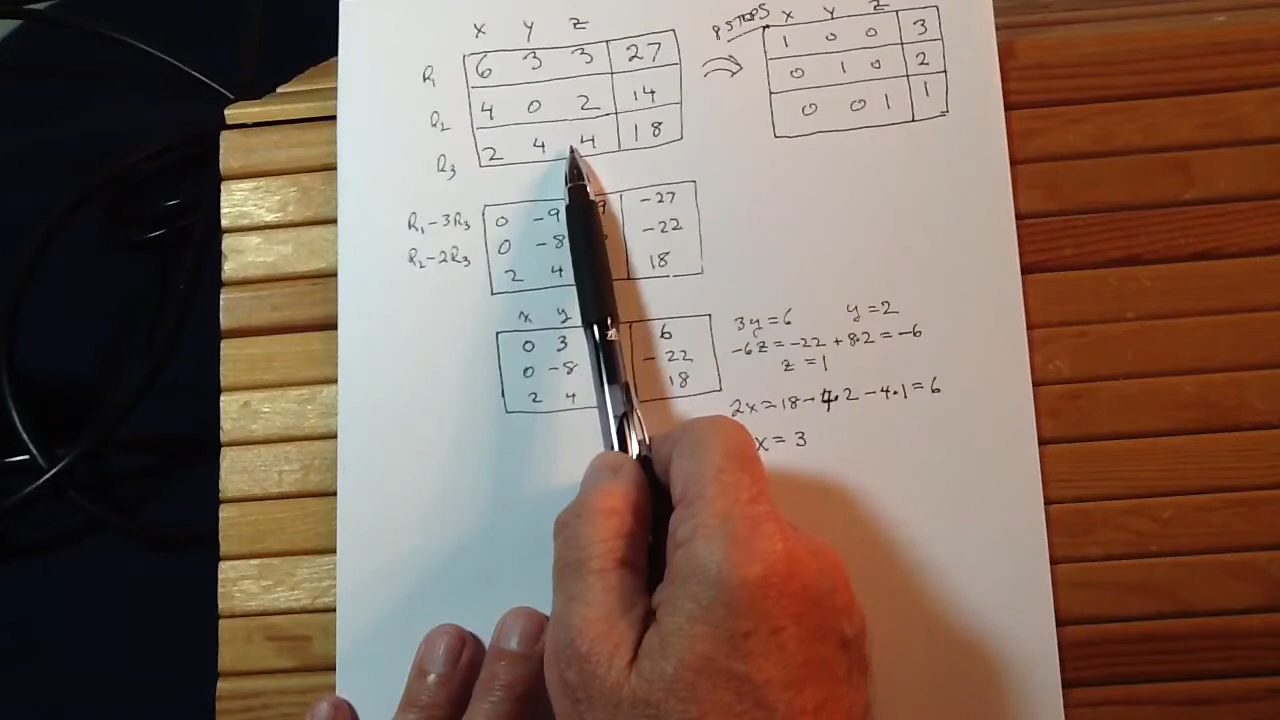 x y z
R1 6 3 3 27
R2 4 0 2 14
R3 2 4 4 18
8 STEPS ⇒
x y z
1 0 0 3
0 1 0 2
0 0 1 1
R1-3R3 0 -9 9 -27
R2-2R3 0 -8 -22
2 4 18
x y
0 3 6
0 -8 -22
2 4 18
3y=6 y=2
-6z=-22+8·2=-6
z=1
2x=18-4·2-4·1=6
x=3